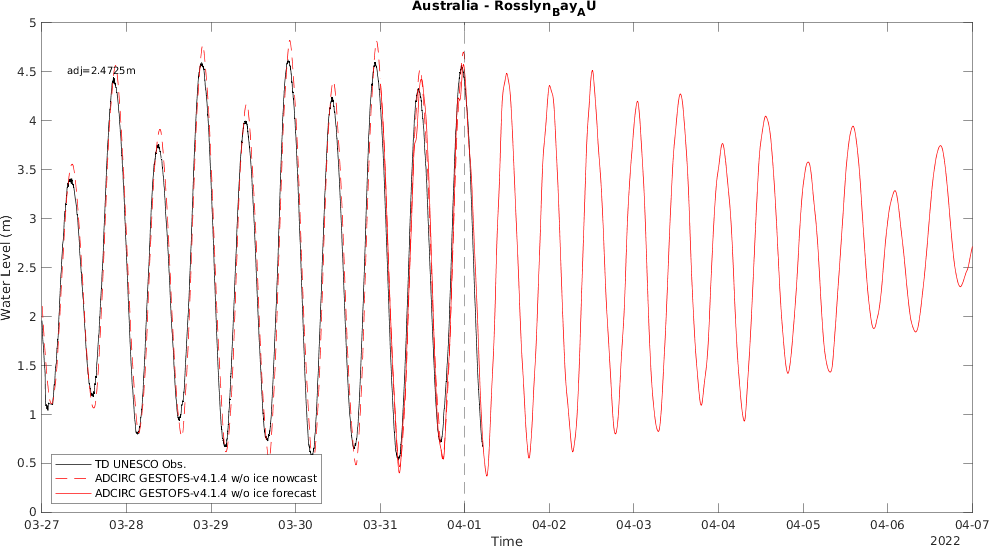 Australia - Rosslyn_Bay_AU
adj=2.4725m
Water Level (m)
5
4.5
4
3.5
3
2.5
2
1.5
1
0.5
0
TD UNESCO Obs.
ADCIRC GESTOFS-v4.1.4 w/o ice nowcast
ADCIRC GESTOFS-v4.1.4 w/o ice forecast
03-27 03-28 03-29 03-30 03-31 04-01 04-02 04-03 04-04 04-05 04-06 04-07
Time
2022